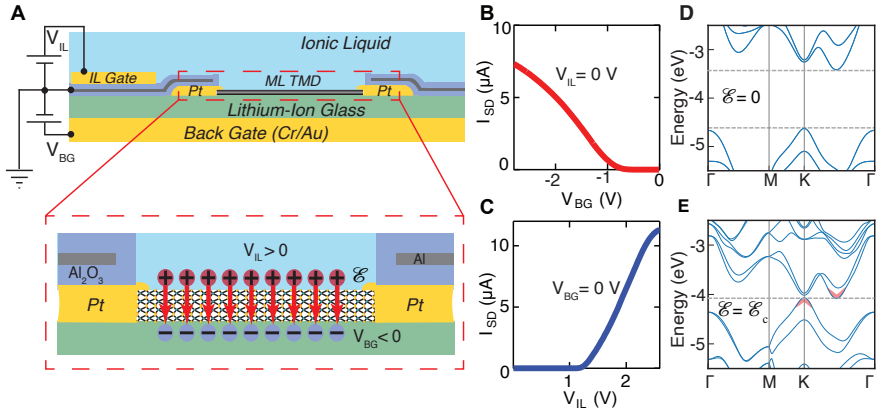 A
V_IL
Ionic Liquid
IL Gate
Pt
ML TMD
Pt
Lithium-Ion Glass
Back Gate (Cr/Au)
V_BG
V_IL>0
ℰ
Al₂O₃
Al
Pt
Pt
V_BG<0
+ + + + + + + + +
− − − − − − − − −
B
10
5
0
I_SD (µA)
V_IL= 0 V
-2 -1 0
V_BG (V)
C
10
5
0
I_SD (µA)
V_BG= 0 V
1 2
V_IL (V)
D
-3
-4
-5
Energy (eV)
ℰ= 0
Γ M K Γ
E
-3
-4
-5
Energy (eV)
ℰ=ℰ_c
Γ M K Γ